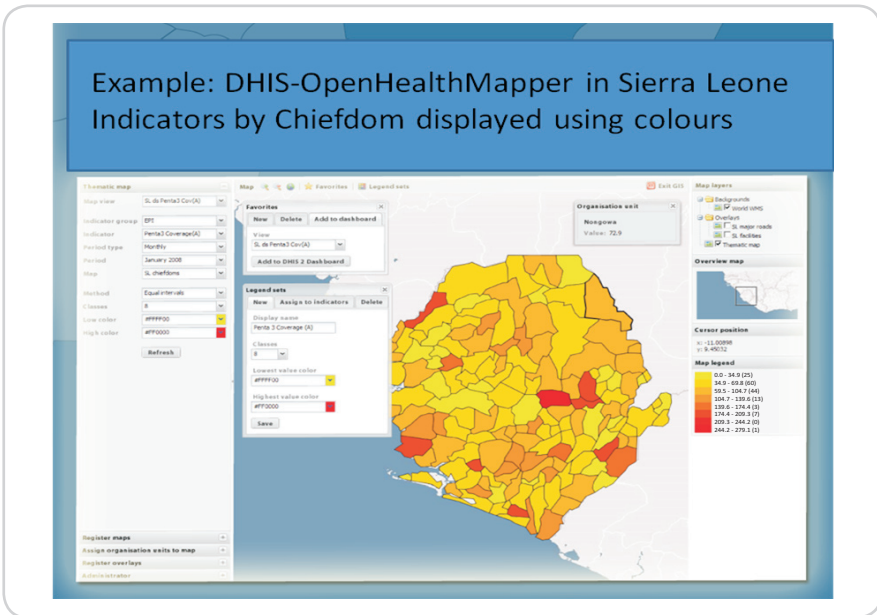 Example: DHIS-OpenHealthMapper in Sierra Leone
Indicators by Chiefdom displayed using colours
Thematic map
Map view
SL ds Penta3 Cov(A)
Indicator group
EPI
Indicator
Penta3 Coverage(A)
Period type
Monthly
Period
January 2008
Map
SL chiefdoms
Method
Equal intervals
Classes
8
Low color
#FFFF00
High color
#FF0000
Refresh
Register maps
Assign organisation units to map
Register overlays
Administrator
Map
Favorites
Legend sets
Exit GIS
Favorites
New Delete Add to dashboard
View
SL ds Penta3 Cov(A)
Add to DHIS 2 Dashboard
Legend sets
New Assign to indicators Delete
Display name
Penta 3 Coverage (A)
Classes
8
Lowest value color
#FFFF00
Highest value color
#FF0000
Save
Organisation unit
Nongowa
Value: 72.9
Map layers
Backgrounds
World WMS
Overlays
SL major roads
SL facilities
Thematic map
Overview map
Cursor position
x: -11.00898
y: 9.45032
Map legend
0.0 - 34.9 (25)
34.9 - 69.8 (60)
59.5 - 104.7 (44)
104.7 - 139.6 (13)
139.6 - 174.4 (3)
174.4 - 209.3 (7)
209.3 - 244.2 (0)
244.2 - 279.1 (1)